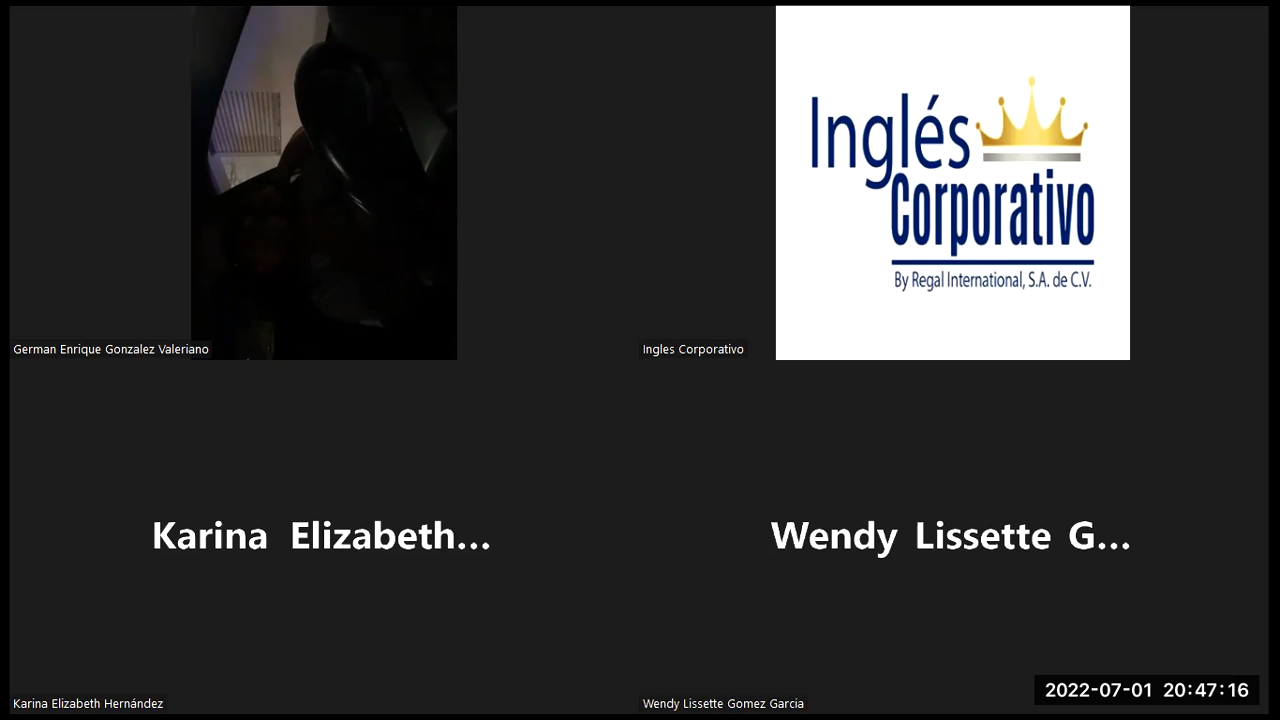 Inglés
Corporativo
By Regal International, S.A. de C.V.
German Enrique Gonzalez Valeriano
Ingles Corporativo
Karina Elizabeth...
Wendy Lissette G...
Karina Elizabeth Hernández
Wendy Lissette Gomez Garcia
2022-07-01 20:47:16